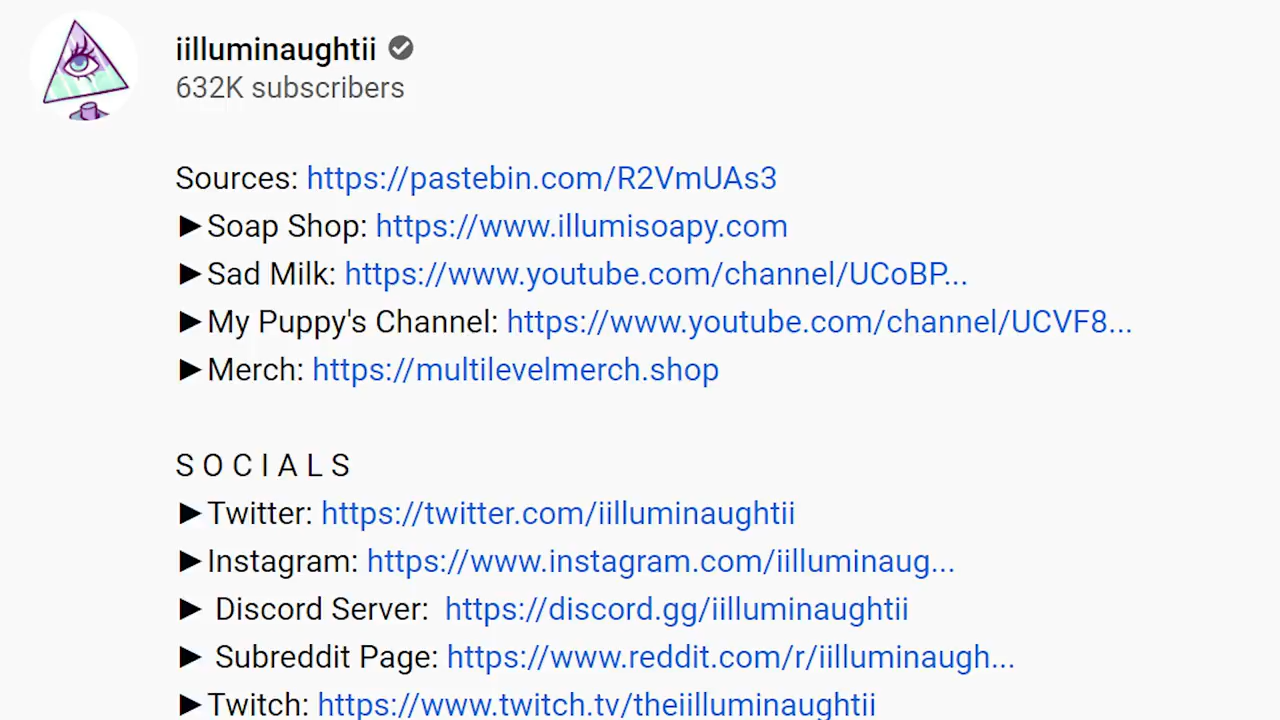 iilluminaughtii
632K subscribers
Sources: https://pastebin.com/R2VmUAs3
►Soap Shop: https://www.illumisoapy.com
►Sad Milk: https://www.youtube.com/channel/UCoBP...
►My Puppy's Channel: https://www.youtube.com/channel/UCVF8...
►Merch: https://multilevelmerch.shop
S O C I A L S
►Twitter: https://twitter.com/iilluminaughtii
►Instagram: https://www.instagram.com/iilluminaug...
► Discord Server:  https://discord.gg/iilluminaughtii
► Subreddit Page: https://www.reddit.com/r/iilluminaugh...
►Twitch: https://www.twitch.tv/theiilluminaughtii